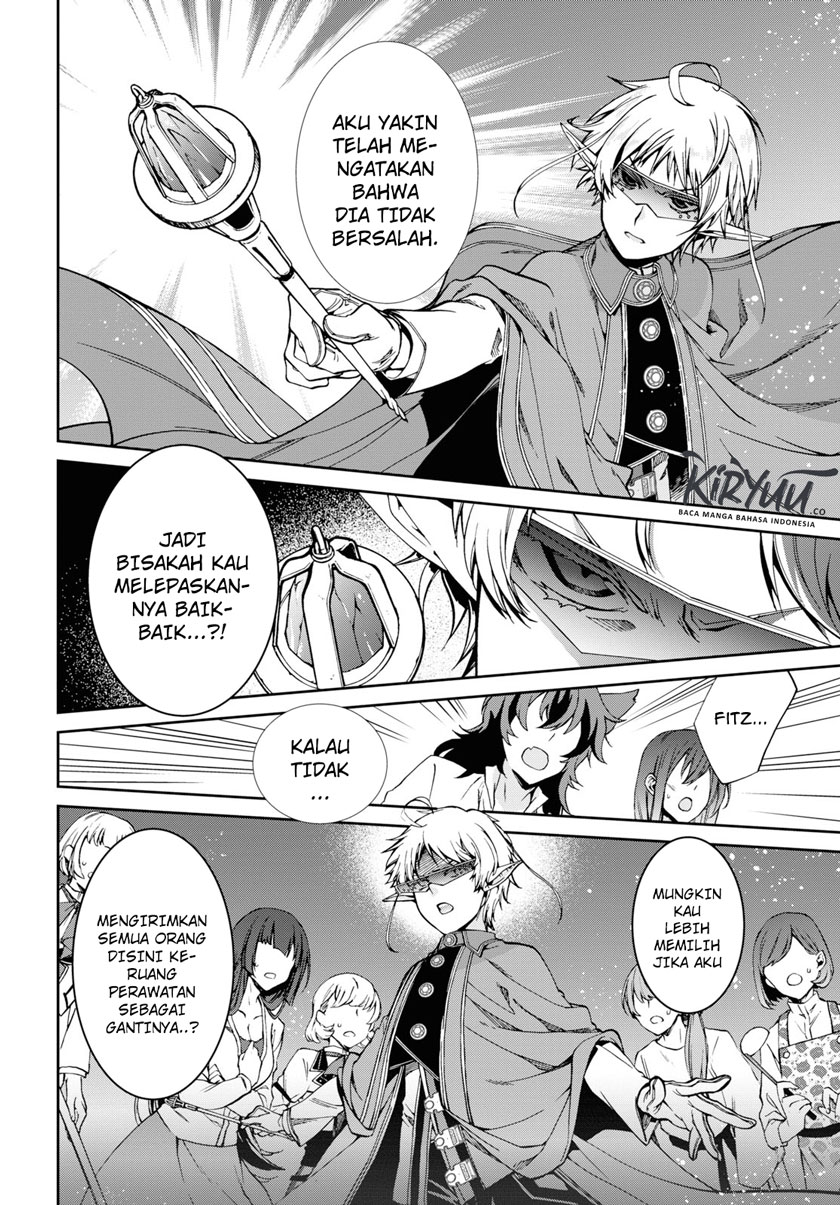 AKU YAKIN
TELAH ME-
NGATAKAN
BAHWA
DIA TIDAK
BERSALAH.
KIRYUU.CO
BACA MANGA BAHASA INDONESIA
JADI
BISAKAH KAU
MELEPASKAN-
NYA BAIK-
BAIK...?!
FITZ...
KALAU
TIDAK
...
MUNGKIN
KAU
LEBIH
MEMILIH
JIKA AKU
MENGIRIMKAN
SEMUA ORANG
DISINI KE-
RUANG
PERAWATAN
SEBAGAI
GANTINYA..?